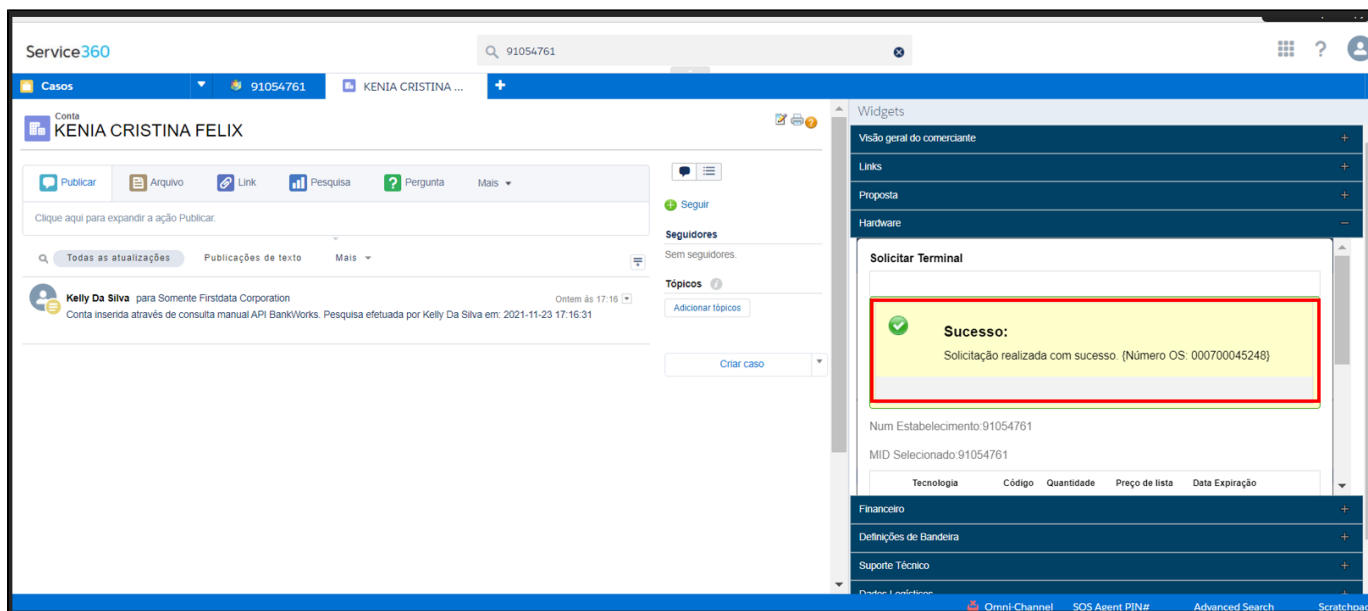 Service360
91054761
?
Casos
91054761
KENIA CRISTINA ...
+
Conta
KENIA CRISTINA FELIX
Publicar
Arquivo
Link
Pesquisa
Pergunta
Mais
Clique aqui para expandir a ação Publicar.
Todas as atualizações
Publicações de texto
Mais
Kelly Da Silva para Somente Firstdata Corporation
Ontem às 17:16
Conta inserida através de consulta manual API BankWorks. Pesquisa efetuada por Kelly Da Silva em: 2021-11-23 17:16:31
Seguir
Seguidores
Sem seguidores.
Tópicos
Adicionar tópicos
Criar caso
Widgets
Visão geral do comerciante +
Links +
Proposta +
Hardware –
Solicitar Terminal
Sucesso:
Solicitação realizada com sucesso. {Número OS: 000700045248}
Num Estabelecimento:91054761
MID Selecionado:91054761
Tecnologia Código Quantidade Preço de lista Data Expiração
Financeiro +
Definições de Bandeira +
Suporte Técnico +
Dados Logísticos
Omni-Channel
SOS Agent PIN#
Advanced Search
Scratchpa